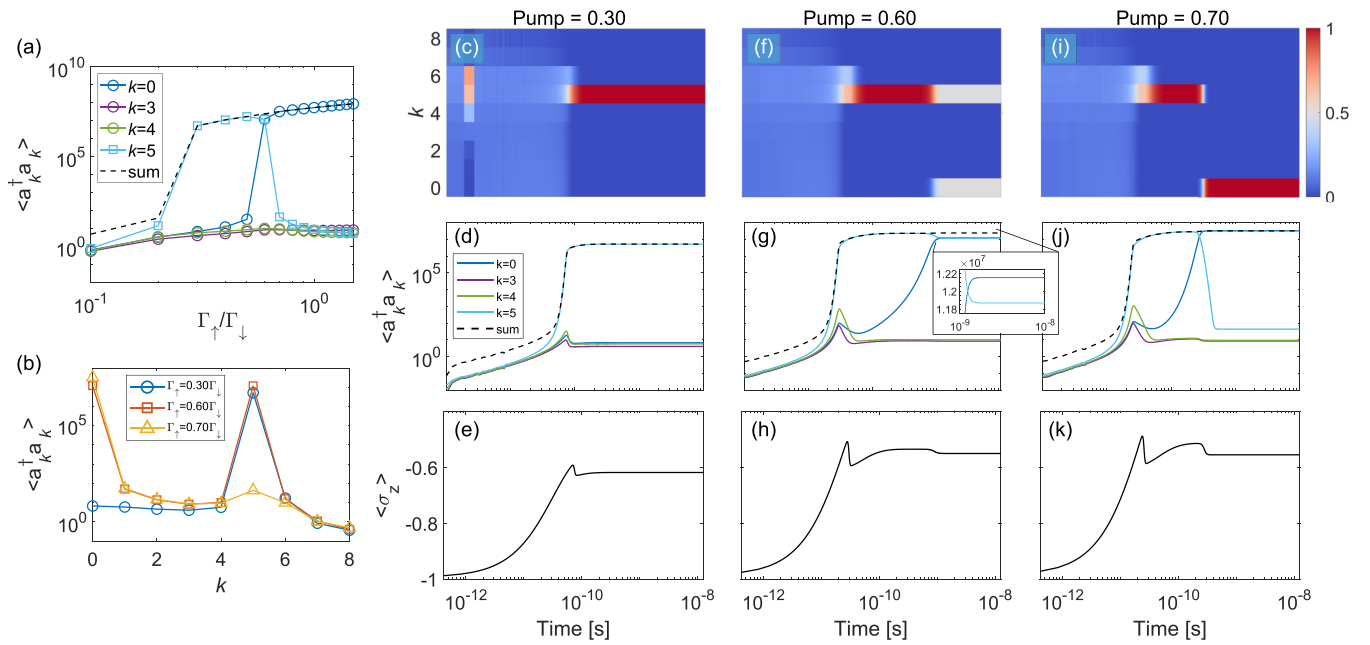 (a)
10^10
10^5
10^0
<a†_k a_k>
k=0
k=3
k=4
k=5
sum
10^-1
10^0
Γ↑/Γ↓
(b)
Γ↑=0.30Γ↓
Γ↑=0.60Γ↓
Γ↑=0.70Γ↓
10^5
10^0
<a†_k a_k>
0 2 4 6 8
k
Pump = 0.30
(c)
8
6
4
2
0
k
(d)
k=0
k=3
k=4
k=5
sum
10^5
10^0
<a†_k a_k>
(e)
-0.6
-0.8
-1
<σ_z>
10^-12 10^-10 10^-8
Time [s]
Pump = 0.60
(f)
(g)
×10^7
1.22
1.2
1.18
10^-9 10^-8
(h)
10^-12 10^-10 10^-8
Time [s]
Pump = 0.70
(i)
1
0.5
0
(j)
(k)
10^-12 10^-10 10^-8
Time [s]